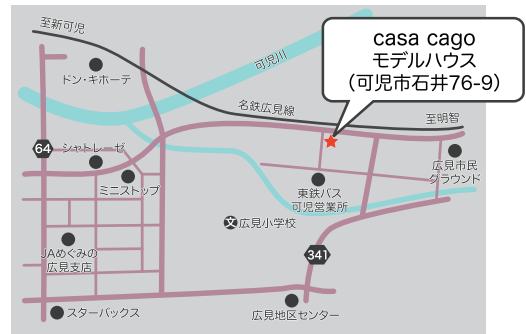 至新可児
ドン・キホーテ
可児川
casa cago
モデルハウス
（可児市石井76-9）
名鉄広見線
至明智
64
シャトレーゼ
ミニストップ
広見市民
グラウンド
東鉄バス
可児営業所
文
広見小学校
JAめぐみの
広見支店
341
スターバックス
広見地区センター